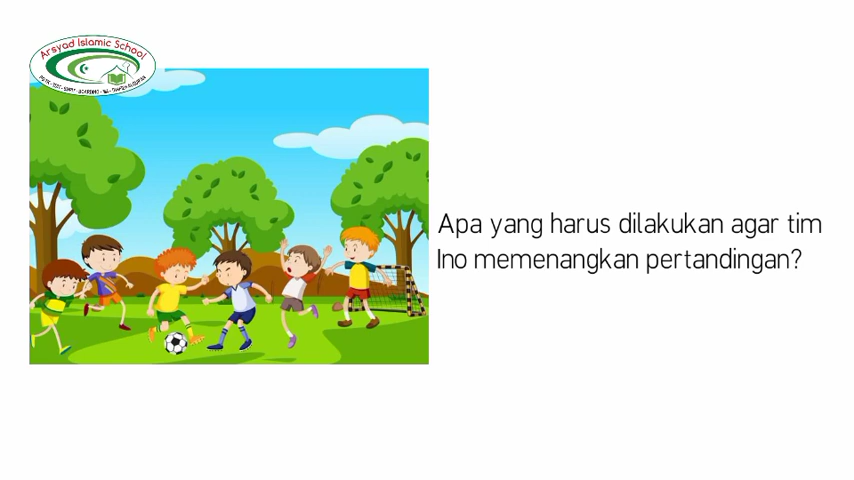 Arsyad Islamic School
Apa yang harus dilakukan agar tim
Ino memenangkan pertandingan?